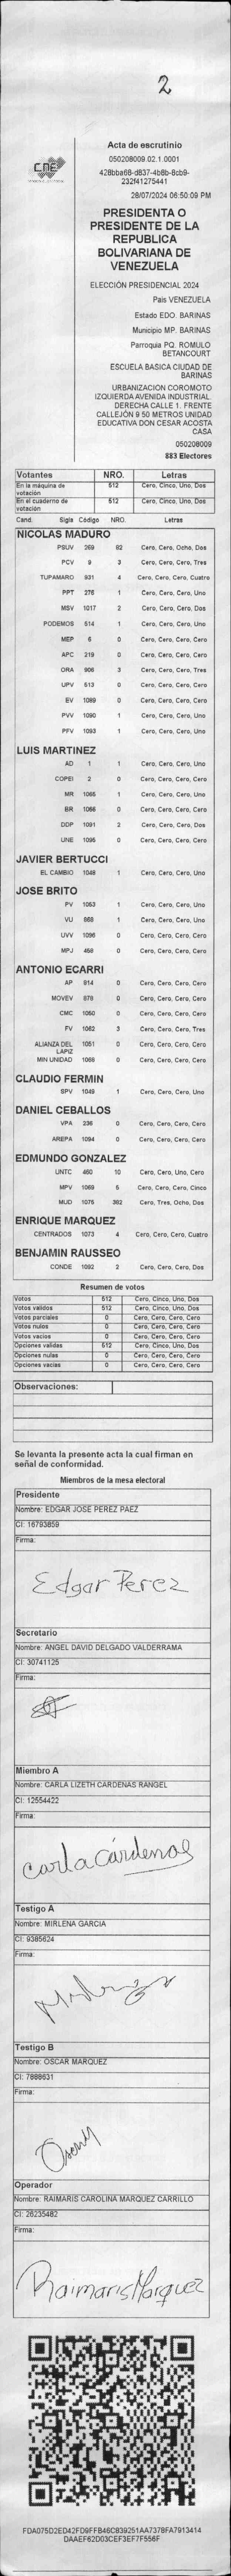 2
CNE
Acta de escrutinio
050208009.02.1.0001
428bba68-d837-4b8b-8cb9-
232f41275441
28/07/2024 06:50:09 PM
PRESIDENTA O
PRESIDENTE DE LA
REPUBLICA
BOLIVARIANA DE
VENEZUELA
ELECCIÓN PRESIDENCIAL 2024
Pais VENEZUELA
Estado EDO. BARINAS
Municipio MP. BARINAS
Parroquia PQ. ROMULO
BETANCOURT
ESCUELA BASICA CIUDAD DE
BARINAS
URBANIZACION COROMOTO
IZQUIERDA AVENIDA INDUSTRIAL.
DERECHA CALLE 1. FRENTE
CALLEJÓN 9 50 METROS UNIDAD
EDUCATIVA DON CESAR ACOSTA
CASA
050208009
883 Electores
Votantes NRO. Letras
En la máquina de votación 512 Cero, Cinco, Uno, Dos
En el cuaderno de votación 512 Cero, Cinco, Uno, Dos
Cand. Sigla Código NRO. Letras
NICOLAS MADURO
PSUV 269 82 Cero, Cero, Ocho, Dos
PCV 9 3 Cero, Cero, Cero, Tres
TUPAMARO 931 4 Cero, Cero, Cero, Cuatro
PPT 276 1 Cero, Cero, Cero, Uno
MSV 1017 2 Cero, Cero, Cero, Dos
PODEMOS 514 1 Cero, Cero, Cero, Uno
MEP 6 0 Cero, Cero, Cero, Cero
APC 219 0 Cero, Cero, Cero, Cero
ORA 906 3 Cero, Cero, Cero, Tres
UPV 513 0 Cero, Cero, Cero, Cero
EV 1089 0 Cero, Cero, Cero, Cero
PVV 1090 1 Cero, Cero, Cero, Uno
PFV 1093 1 Cero, Cero, Cero, Uno
LUIS MARTINEZ
AD 1 1 Cero, Cero, Cero, Uno
COPEI 2 0 Cero, Cero, Cero, Cero
MR 1065 1 Cero, Cero, Cero, Uno
BR 1066 0 Cero, Cero, Cero, Cero
DDP 1091 2 Cero, Cero, Cero, Dos
UNE 1095 0 Cero, Cero, Cero, Cero
JAVIER BERTUCCI
EL CAMBIO 1048 1 Cero, Cero, Cero, Uno
JOSE BRITO
PV 1053 1 Cero, Cero, Cero, Uno
VU 868 1 Cero, Cero, Cero, Uno
UVV 1096 0 Cero, Cero, Cero, Cero
MPJ 456 0 Cero, Cero, Cero, Cero
ANTONIO ECARRI
AP 914 0 Cero, Cero, Cero, Cero
MOVEV 878 0 Cero, Cero, Cero, Cero
CMC 1050 0 Cero, Cero, Cero, Cero
FV 1062 3 Cero, Cero, Cero, Tres
ALIANZA DEL LAPIZ 1051 0 Cero, Cero, Cero, Cero
MIN UNIDAD 1088 0 Cero, Cero, Cero, Cero
CLAUDIO FERMIN
SPV 1049 1 Cero, Cero, Cero, Uno
DANIEL CEBALLOS
VPA 236 0 Cero, Cero, Cero, Cero
AREPA 1094 0 Cero, Cero, Cero, Cero
EDMUNDO GONZALEZ
UNTC 460 10 Cero, Cero, Uno, Cero
MPV 1069 5 Cero, Cero, Cero, Cinco
MUD 1075 382 Cero, Tres, Ocho, Dos
ENRIQUE MARQUEZ
CENTRADOS 1073 4 Cero, Cero, Cero, Cuatro
BENJAMIN RAUSSEO
CONDE 1092 2 Cero, Cero, Cero, Dos
Resumen de votos
Votos 512 Cero, Cinco, Uno, Dos
Votos validos 512 Cero, Cinco, Uno, Dos
Votos parciales 0 Cero, Cero, Cero, Cero
Votos nulos 0 Cero, Cero, Cero, Cero
Votos vacios 0 Cero, Cero, Cero, Cero
Opciones validas 512 Cero, Cinco, Uno, Dos
Opciones nulas 0 Cero, Cero, Cero, Cero
Opciones vacias 0 Cero, Cero, Cero, Cero
Observaciones:
Se levanta la presente acta la cual firman en
señal de conformidad.
Miembros de la mesa electoral
Presidente
Nombre: EDGAR JOSE PEREZ PAEZ
CI: 16793859
Firma:
Edgar Perez
Secretario
Nombre: ANGEL DAVID DELGADO VALDERRAMA
CI: 30741125
Firma:
Miembro A
Nombre: CARLA LIZETH CARDENAS RANGEL
CI: 12554422
Firma:
Carla Cárdenas
Testigo A
Nombre: MIRLENA GARCIA
CI: 9385624
Firma:
Testigo B
Nombre: OSCAR MARQUEZ
CI: 7888631
Firma:
Operador
Nombre: RAIMARIS CAROLINA MARQUEZ CARRILLO
CI: 26235482
Firma:
Raimaris Marquez
FDA075D2ED42FD9FFB46C839251AA7378FA7913414
DAAEF62D03CEF3EF7F556F